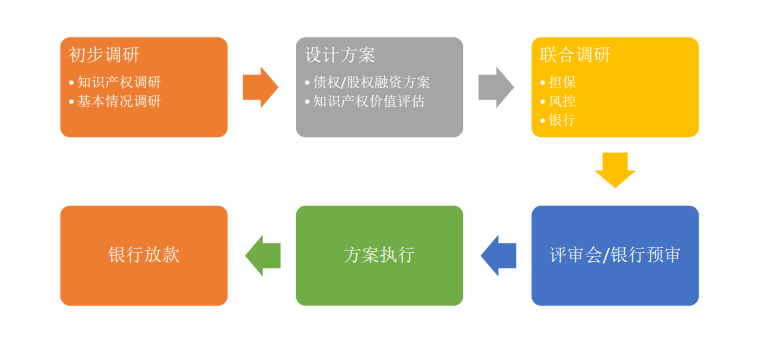 初步调研
• 知识产权调研
• 基本情况调研
设计方案
• 债权/股权融资方案
• 知识产权价值评估
联合调研
• 担保
• 风控
• 银行
评审会/银行预审
方案执行
银行放款